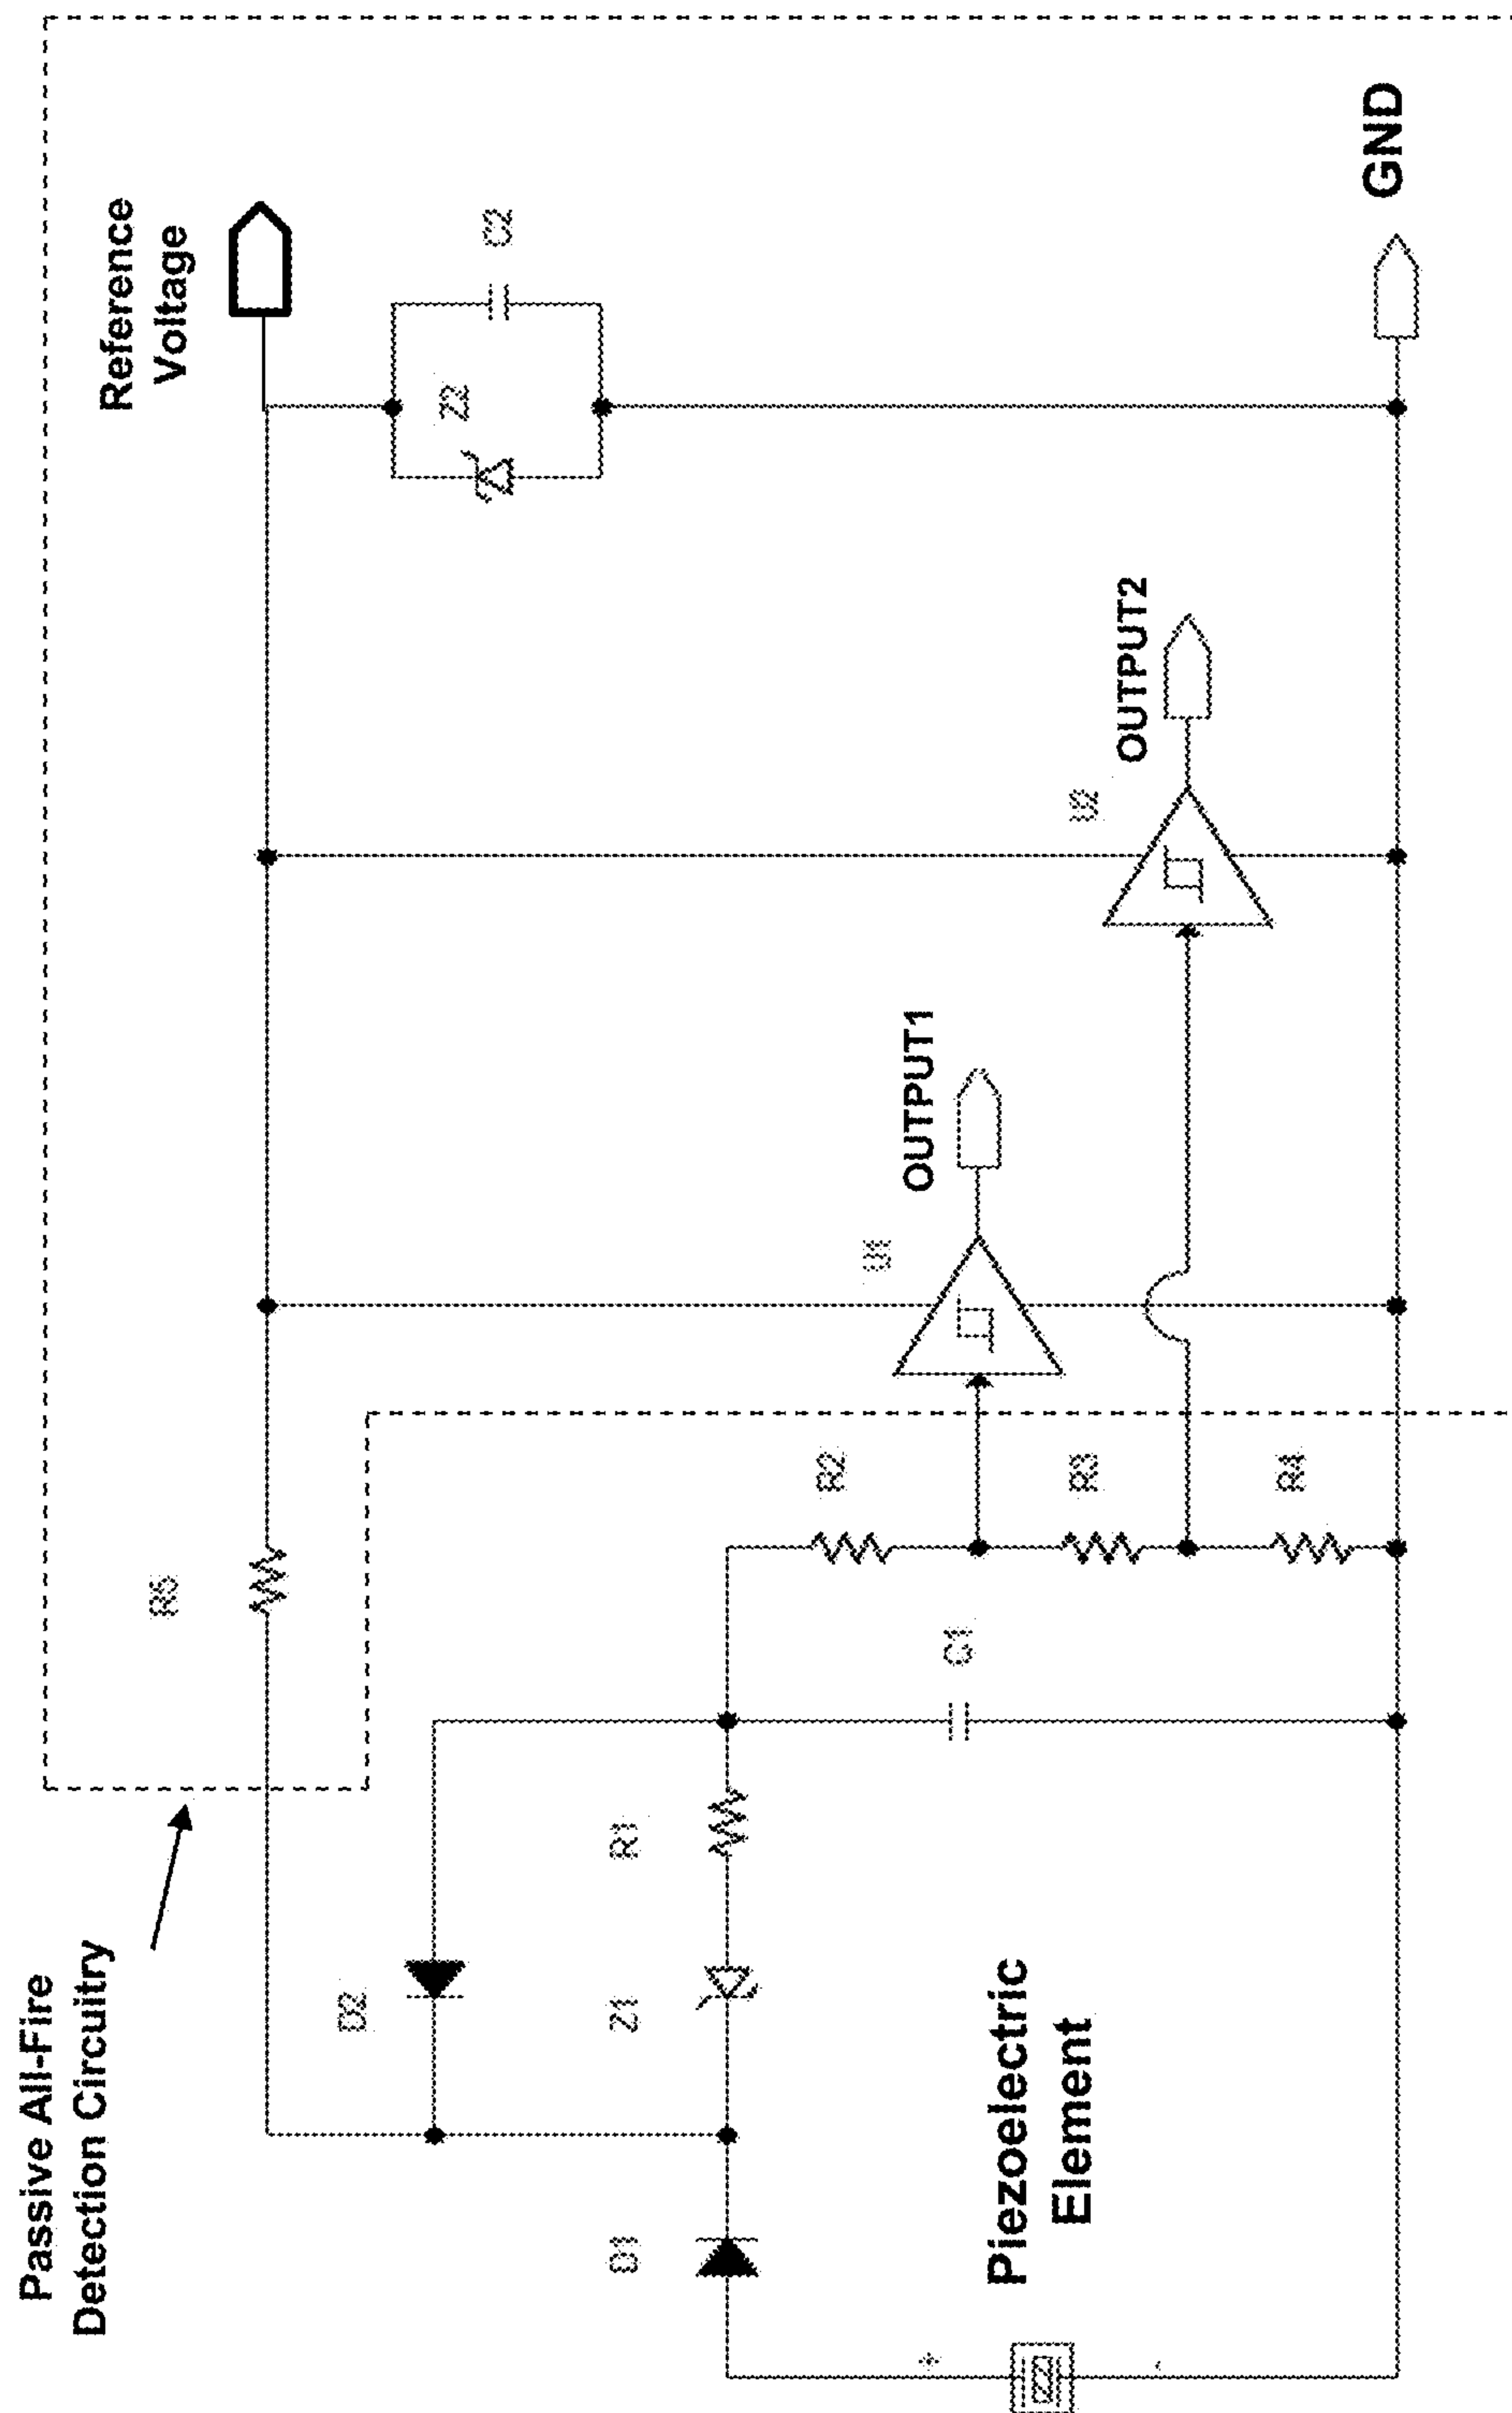 Passive All-Fire
Detection Circuitry
Reference
Voltage
R5
C2
Z2
D2
U1
OUTPUT1
U2
OUTPUT2
D1
Z1
R1
C1
R2
R3
R4
Piezoelectric
Element
+
-
GND